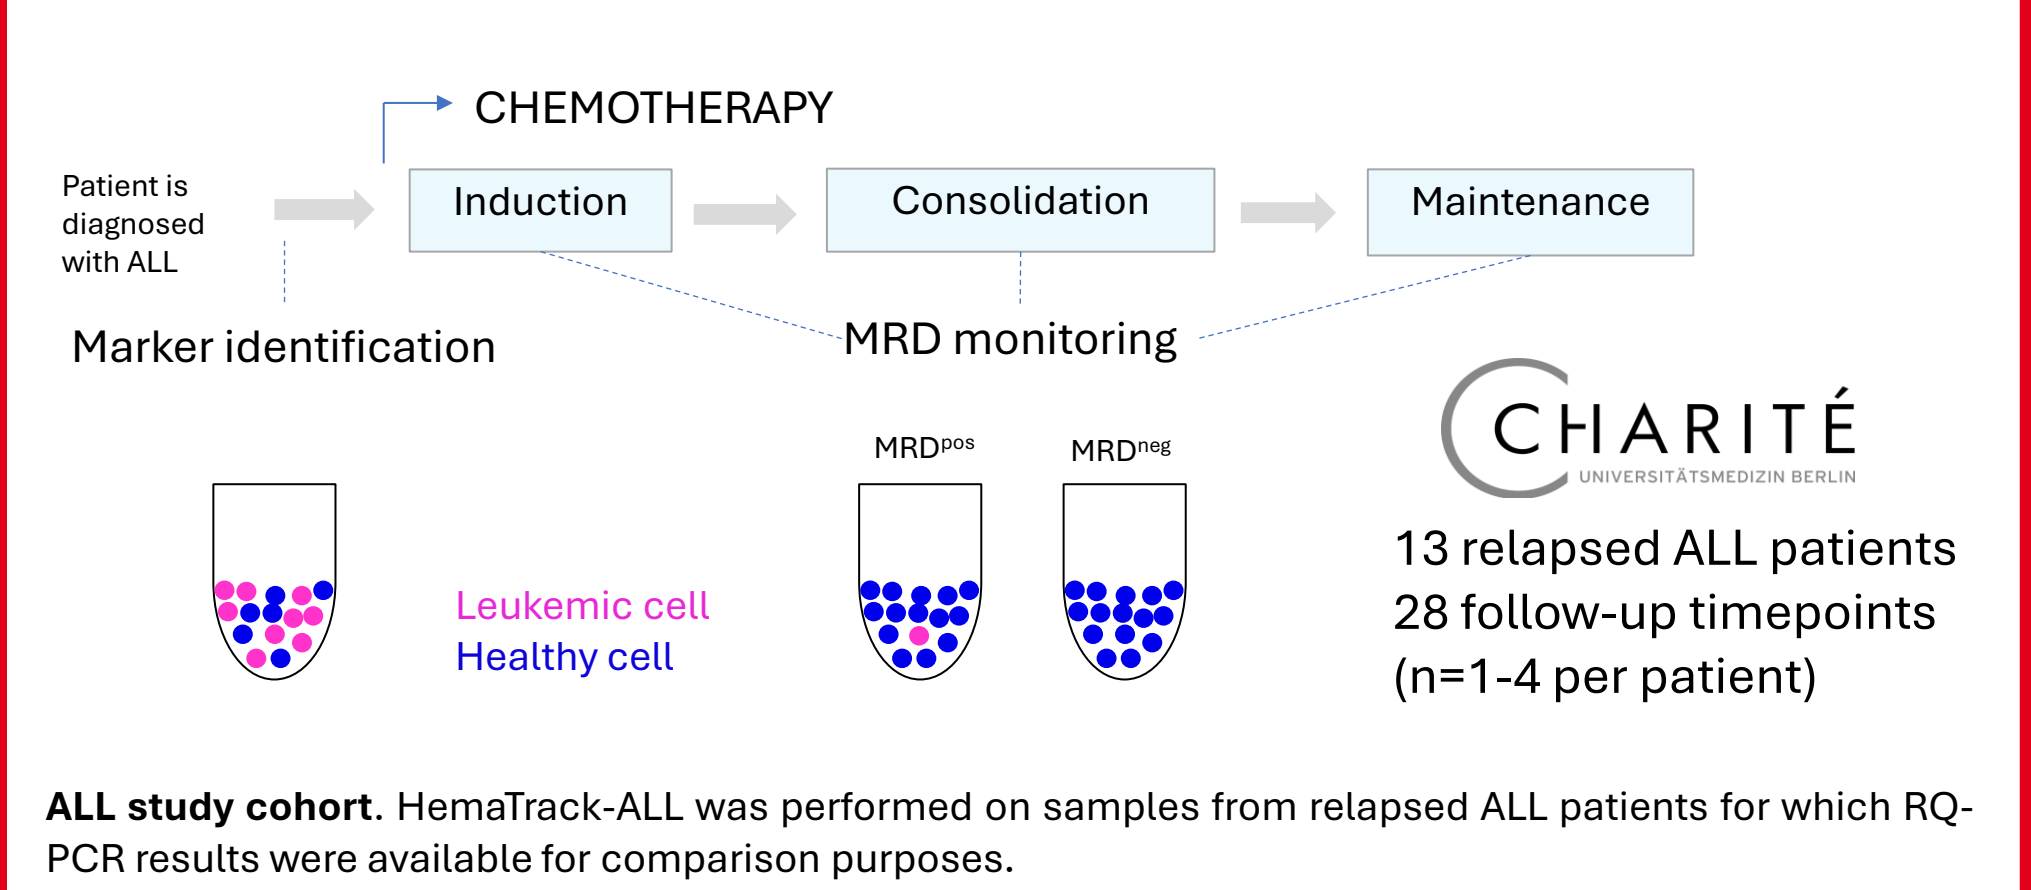 CHEMOTHERAPY
Patient is
diagnosed
with ALL
Induction
Consolidation
Maintenance
Marker identification
MRD monitoring
MRDpos
MRDneg
CHARITÉ
UNIVERSITÄTSMEDIZIN BERLIN
Leukemic cell
Healthy cell
13 relapsed ALL patients
28 follow-up timepoints
(n=1-4 per patient)
ALL study cohort. HemaTrack-ALL was performed on samples from relapsed ALL patients for which RQ-
PCR results were available for comparison purposes.